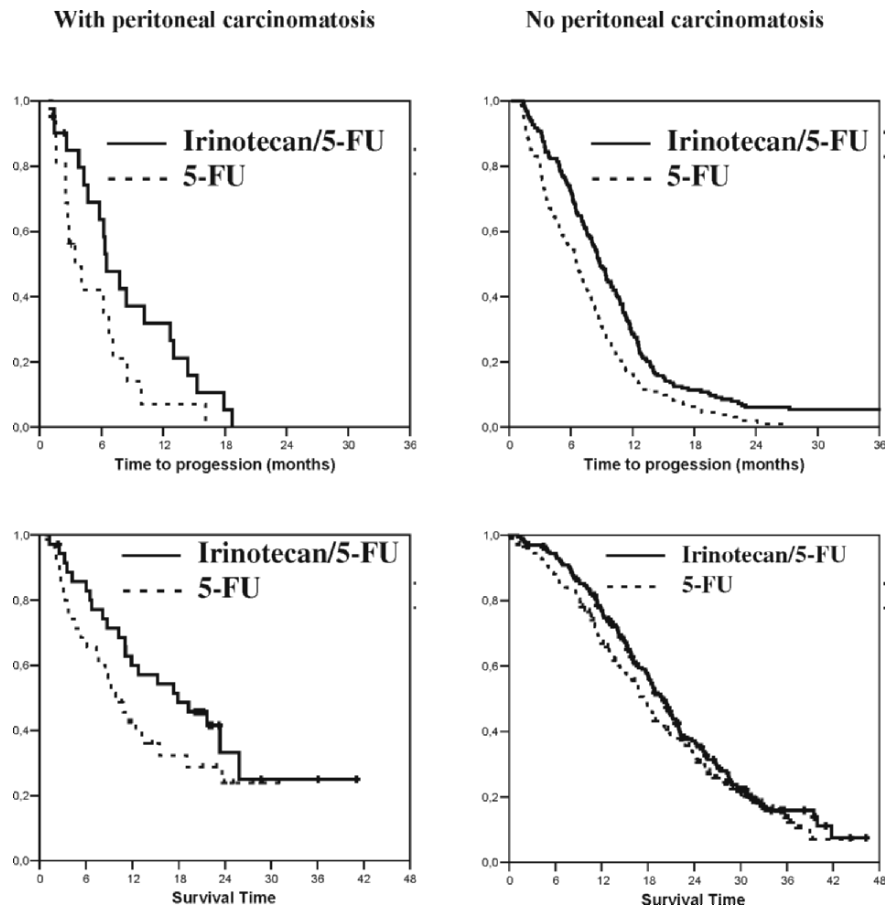 With peritoneal carcinomatosis
No peritoneal carcinomatosis
1,0
0,8
0,6
0,4
0,2
0,0
Irinotecan/5-FU
5-FU
0 6 12 18 24 30 36
Time to progession (months)
1,0
0,8
0,6
0,4
0,2
0,0
Irinotecan/5-FU
5-FU
0 6 12 18 24 30 36
Time to progession (months)
1,0
0,8
0,6
0,4
0,2
0,0
Irinotecan/5-FU
5-FU
0 6 12 18 24 30 36 42 48
Survival Time
1,0
0,8
0,6
0,4
0,2
0,0
Irinotecan/5-FU
5-FU
0 6 12 18 24 30 36 42 48
Survival Time